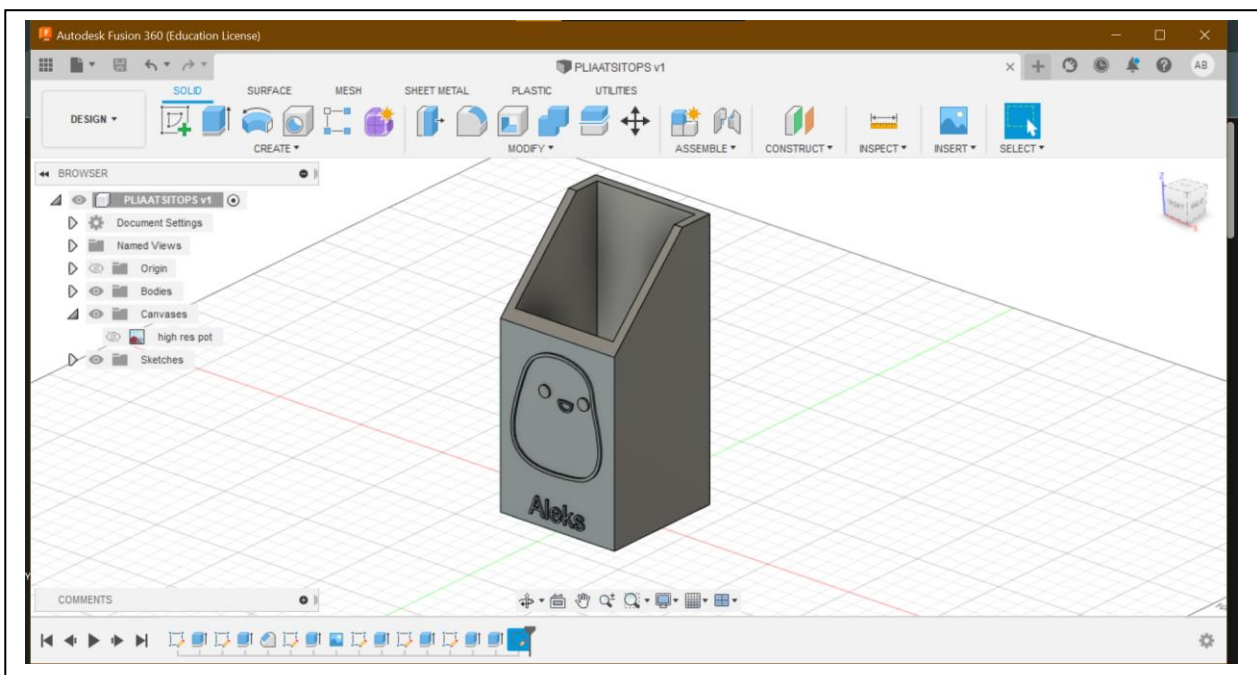 Autodesk Fusion 360 (Education License)
PLIAATSITOPS v1
AB
SOLID SURFACE MESH SHEET METAL PLASTIC UTILITIES
DESIGN
CREATE MODIFY ASSEMBLE CONSTRUCT INSPECT INSERT SELECT
BROWSER
PLIAATSITOPS v1
Document Settings
Named Views
Origin
Bodies
Canvases
high res pot
Sketches
Z
X
Aleks
COMMENTS